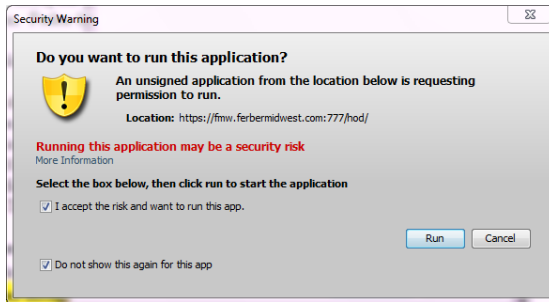 Security Warning
Do you want to run this application?
An unsigned application from the location below is requesting
permission to run.
Location: https://fmw.ferbermidwest.com:777/hod/
Running this application may be a security risk
More Information
Select the box below, then click run to start the application
I accept the risk and want to run this app.
Run Cancel
Do not show this again for this app